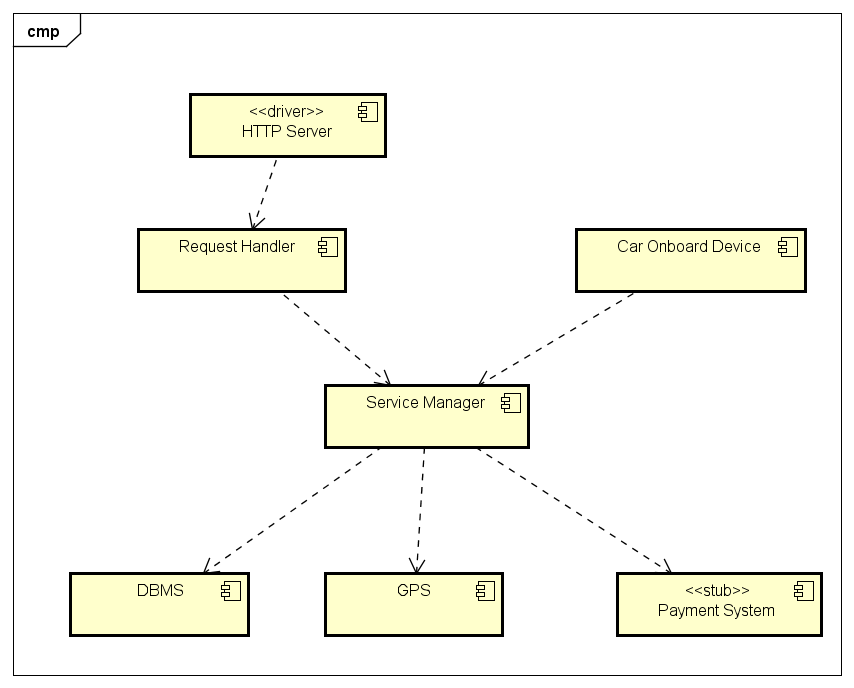 cmp
<<driver>>
HTTP Server
Request Handler
Car Onboard Device
Service Manager
DBMS
GPS
<<stub>>
Payment System